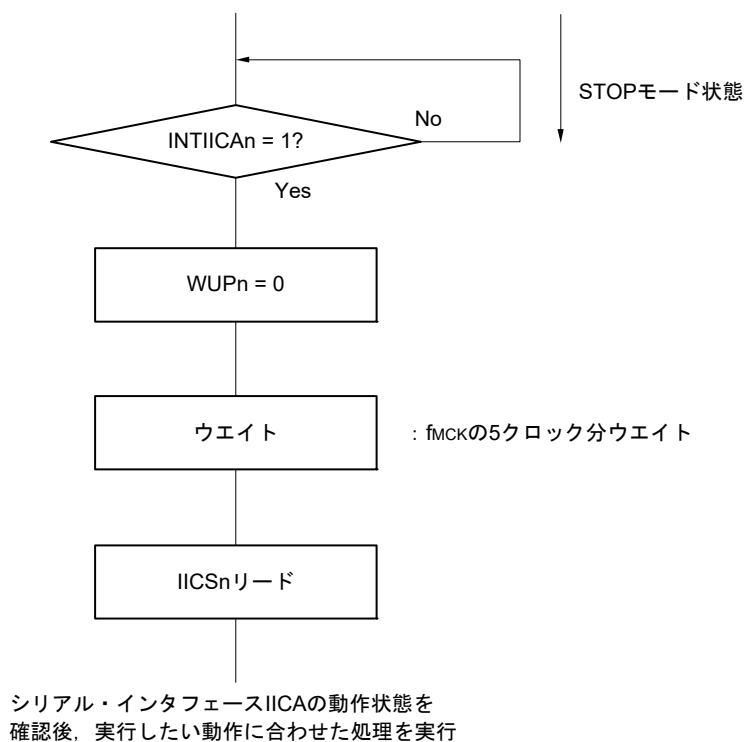 STOPモード状態
No
INTIICAn = 1?
Yes
WUPn = 0
ウエイト
：fMCKの5クロック分ウエイト
IICSnリード
シリアル・インタフェースIICAの動作状態を
確認後，実行したい動作に合わせた処理を実行